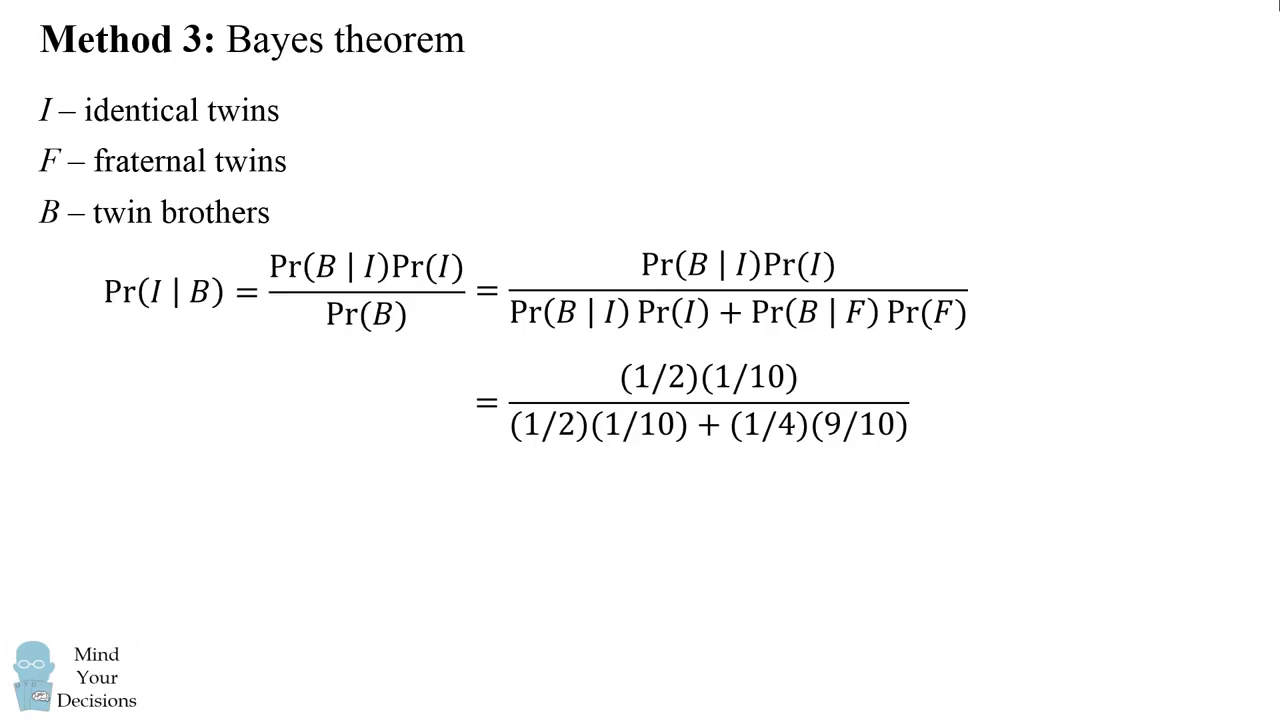 Method 3: Bayes theorem
I – identical twins
F – fraternal twins
B – twin brothers
Pr(I | B) = Pr(B | I)Pr(I) / Pr(B) = Pr(B | I)Pr(I) / Pr(B | I) Pr(I) + Pr(B | F) Pr(F)
= (1/2)(1/10) / (1/2)(1/10) + (1/4)(9/10)
Mind
Your
Decisions